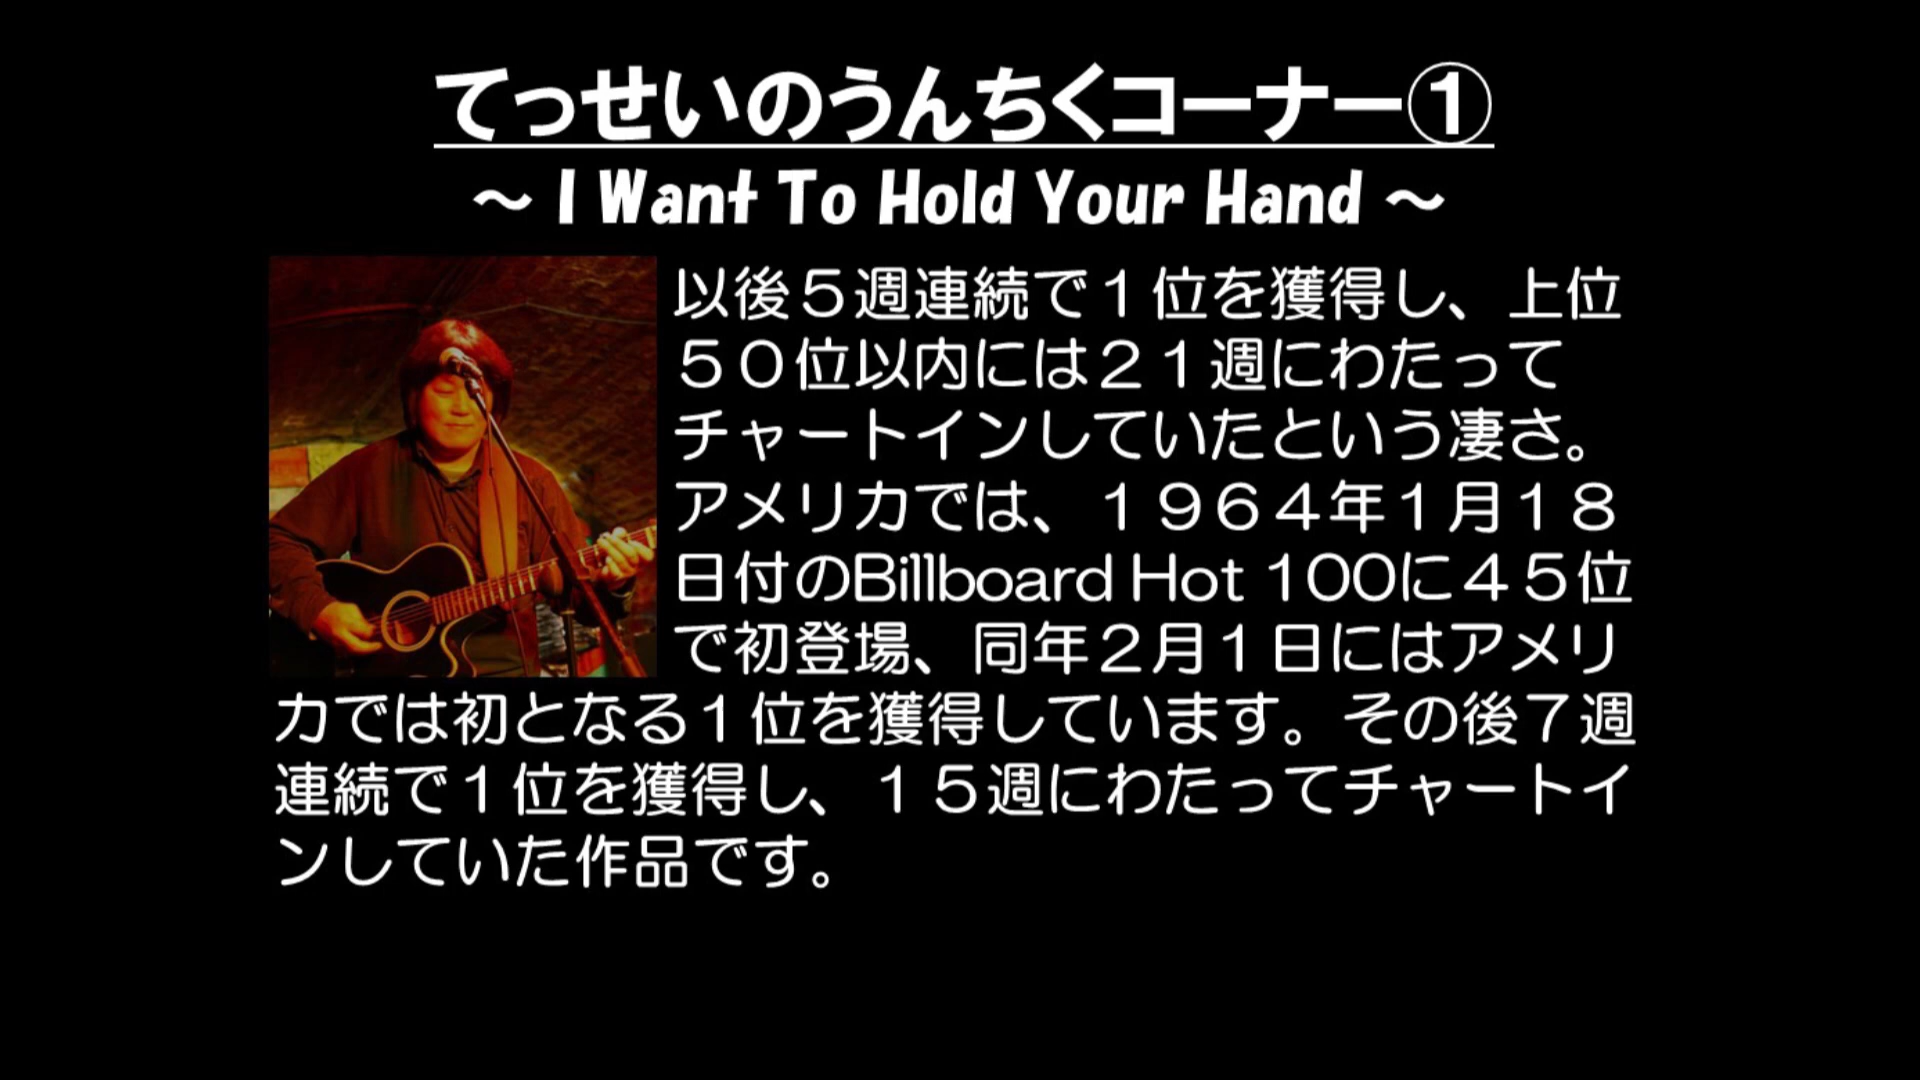 てっせいのうんちくコーナー①
～ I Want To Hold Your Hand ～
以後５週連続で１位を獲得し、上位
５０位以内には２１週にわたって
チャートインしていたという凄さ。
アメリカでは、１９６４年１月１８
日付のBillboard Hot 100に４５位
で初登場、同年２月１日にはアメリ
カでは初となる１位を獲得しています。その後７週
連続で１位を獲得し、１５週にわたってチャートイ
ンしていた作品です。